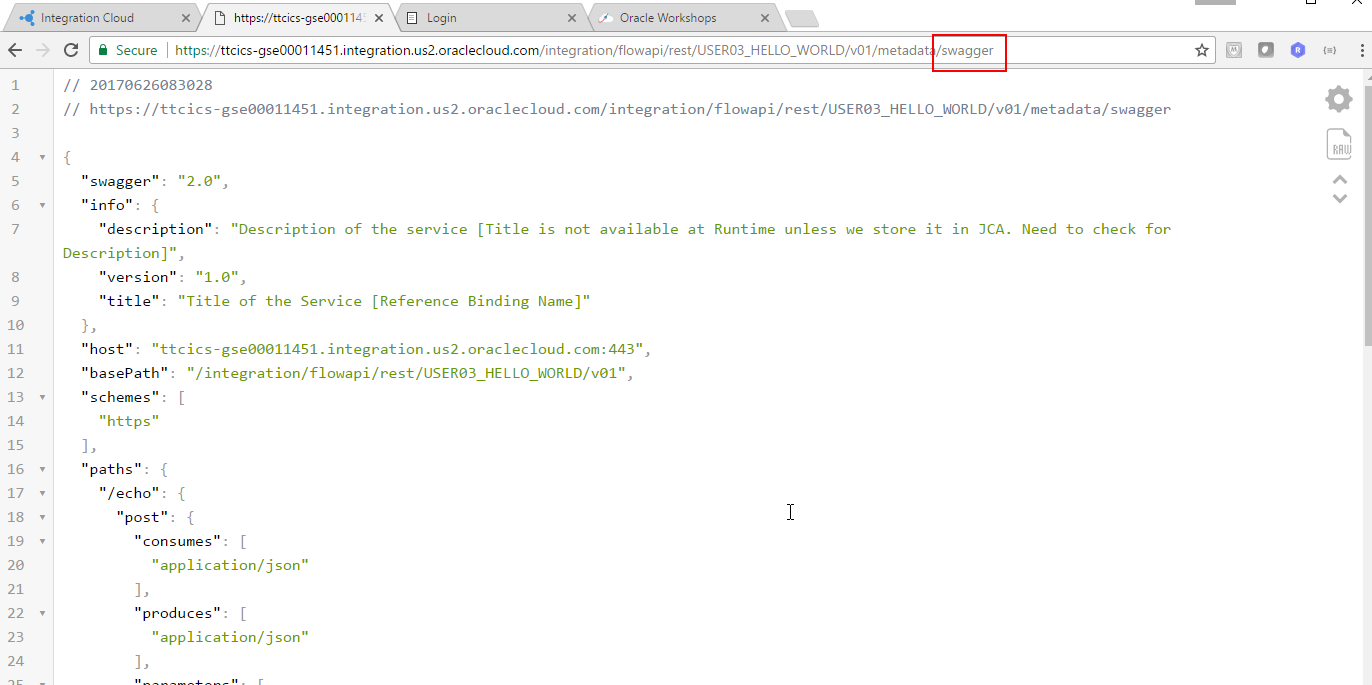 Integration Cloud
https://ttcics-gse0001145
Login
Oracle Workshops
Secure https://ttcics-gse00011451.integration.us2.oraclecloud.com/integration/flowapi/rest/USER03_HELLO_WORLD/v01/metadata/swagger
1 // 20170626083028
2 // https://ttcics-gse00011451.integration.us2.oraclecloud.com/integration/flowapi/rest/USER03_HELLO_WORLD/v01/metadata/swagger
3
4 {
5 "swagger": "2.0",
6 "info": {
7 "description": "Description of the service [Title is not available at Runtime unless we store it in JCA. Need to check for
Description]",
8 "version": "1.0",
9 "title": "Title of the Service [Reference Binding Name]"
10 },
11 "host": "ttcics-gse00011451.integration.us2.oraclecloud.com:443",
12 "basePath": "/integration/flowapi/rest/USER03_HELLO_WORLD/v01",
13 "schemes": [
14 "https"
15 ],
16 "paths": {
17 "/echo": {
18 "post": {
19 "consumes": [
20 "application/json"
21 ],
22 "produces": [
23 "application/json"
24 ],
25 "parameters": [
RAW